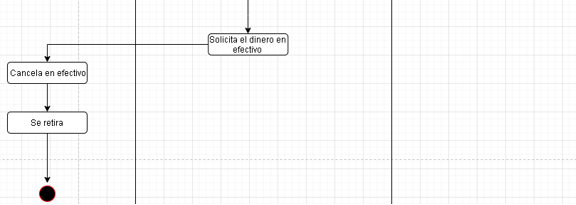 Solicita el dinero en
efectivo
Cancela en efectivo
Se retira